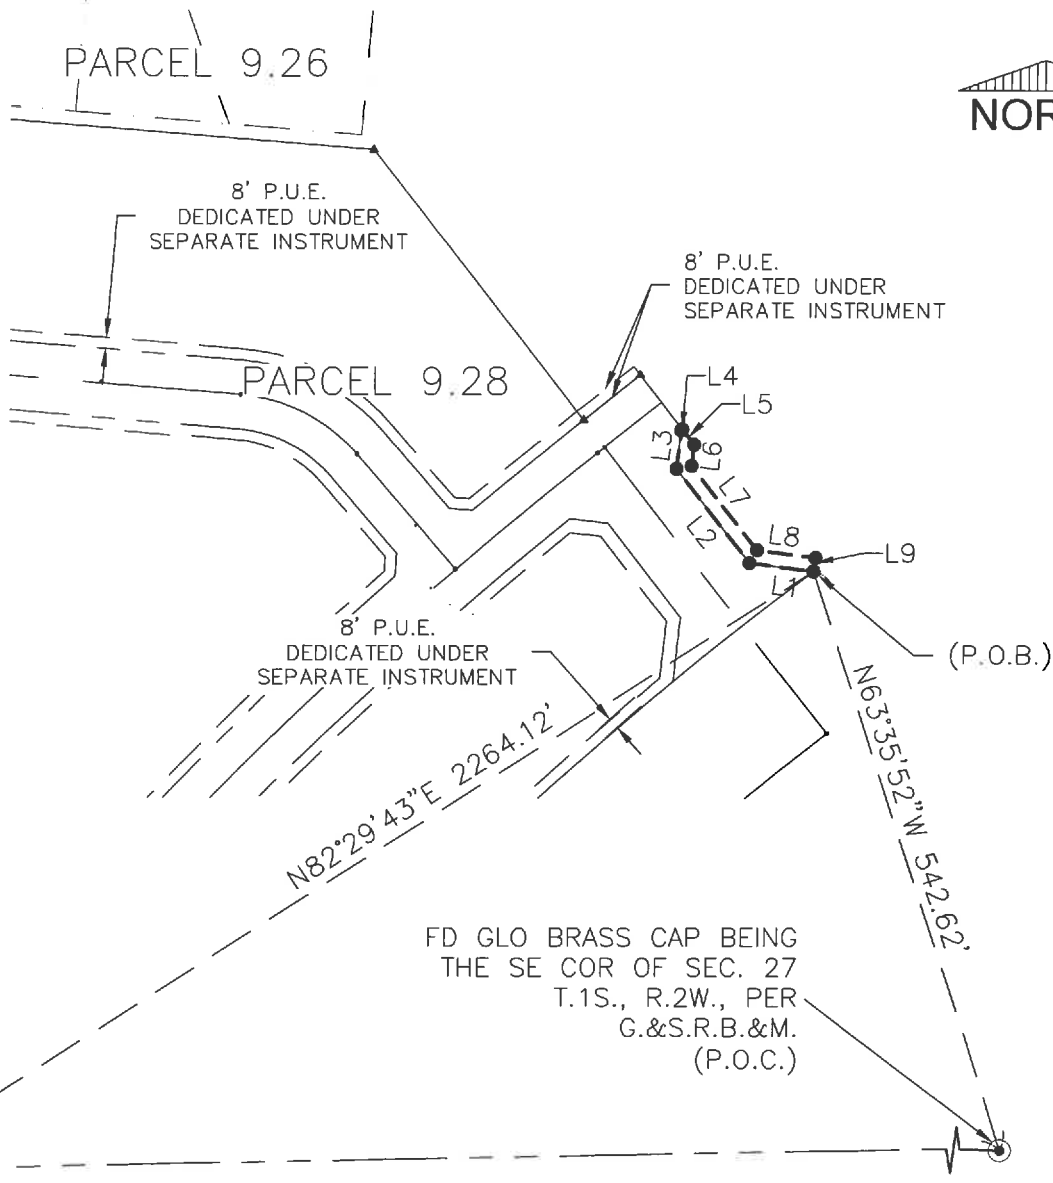 PARCEL 9.26
NOR
8' P.U.E.
DEDICATED UNDER
SEPARATE INSTRUMENT
8' P.U.E.
DEDICATED UNDER
SEPARATE INSTRUMENT
PARCEL 9.28
L4
L5
L3
L6
L7
L2
L8
L9
L1
(P.O.B.)
8' P.U.E.
DEDICATED UNDER
SEPARATE INSTRUMENT
N82°29'43"E 2264.12'
N63°35'52"W 542.62'
FD GLO BRASS CAP BEING
THE SE COR OF SEC. 27
T.1S., R.2W., PER
G.&S.R.B.&M.
(P.O.C.)